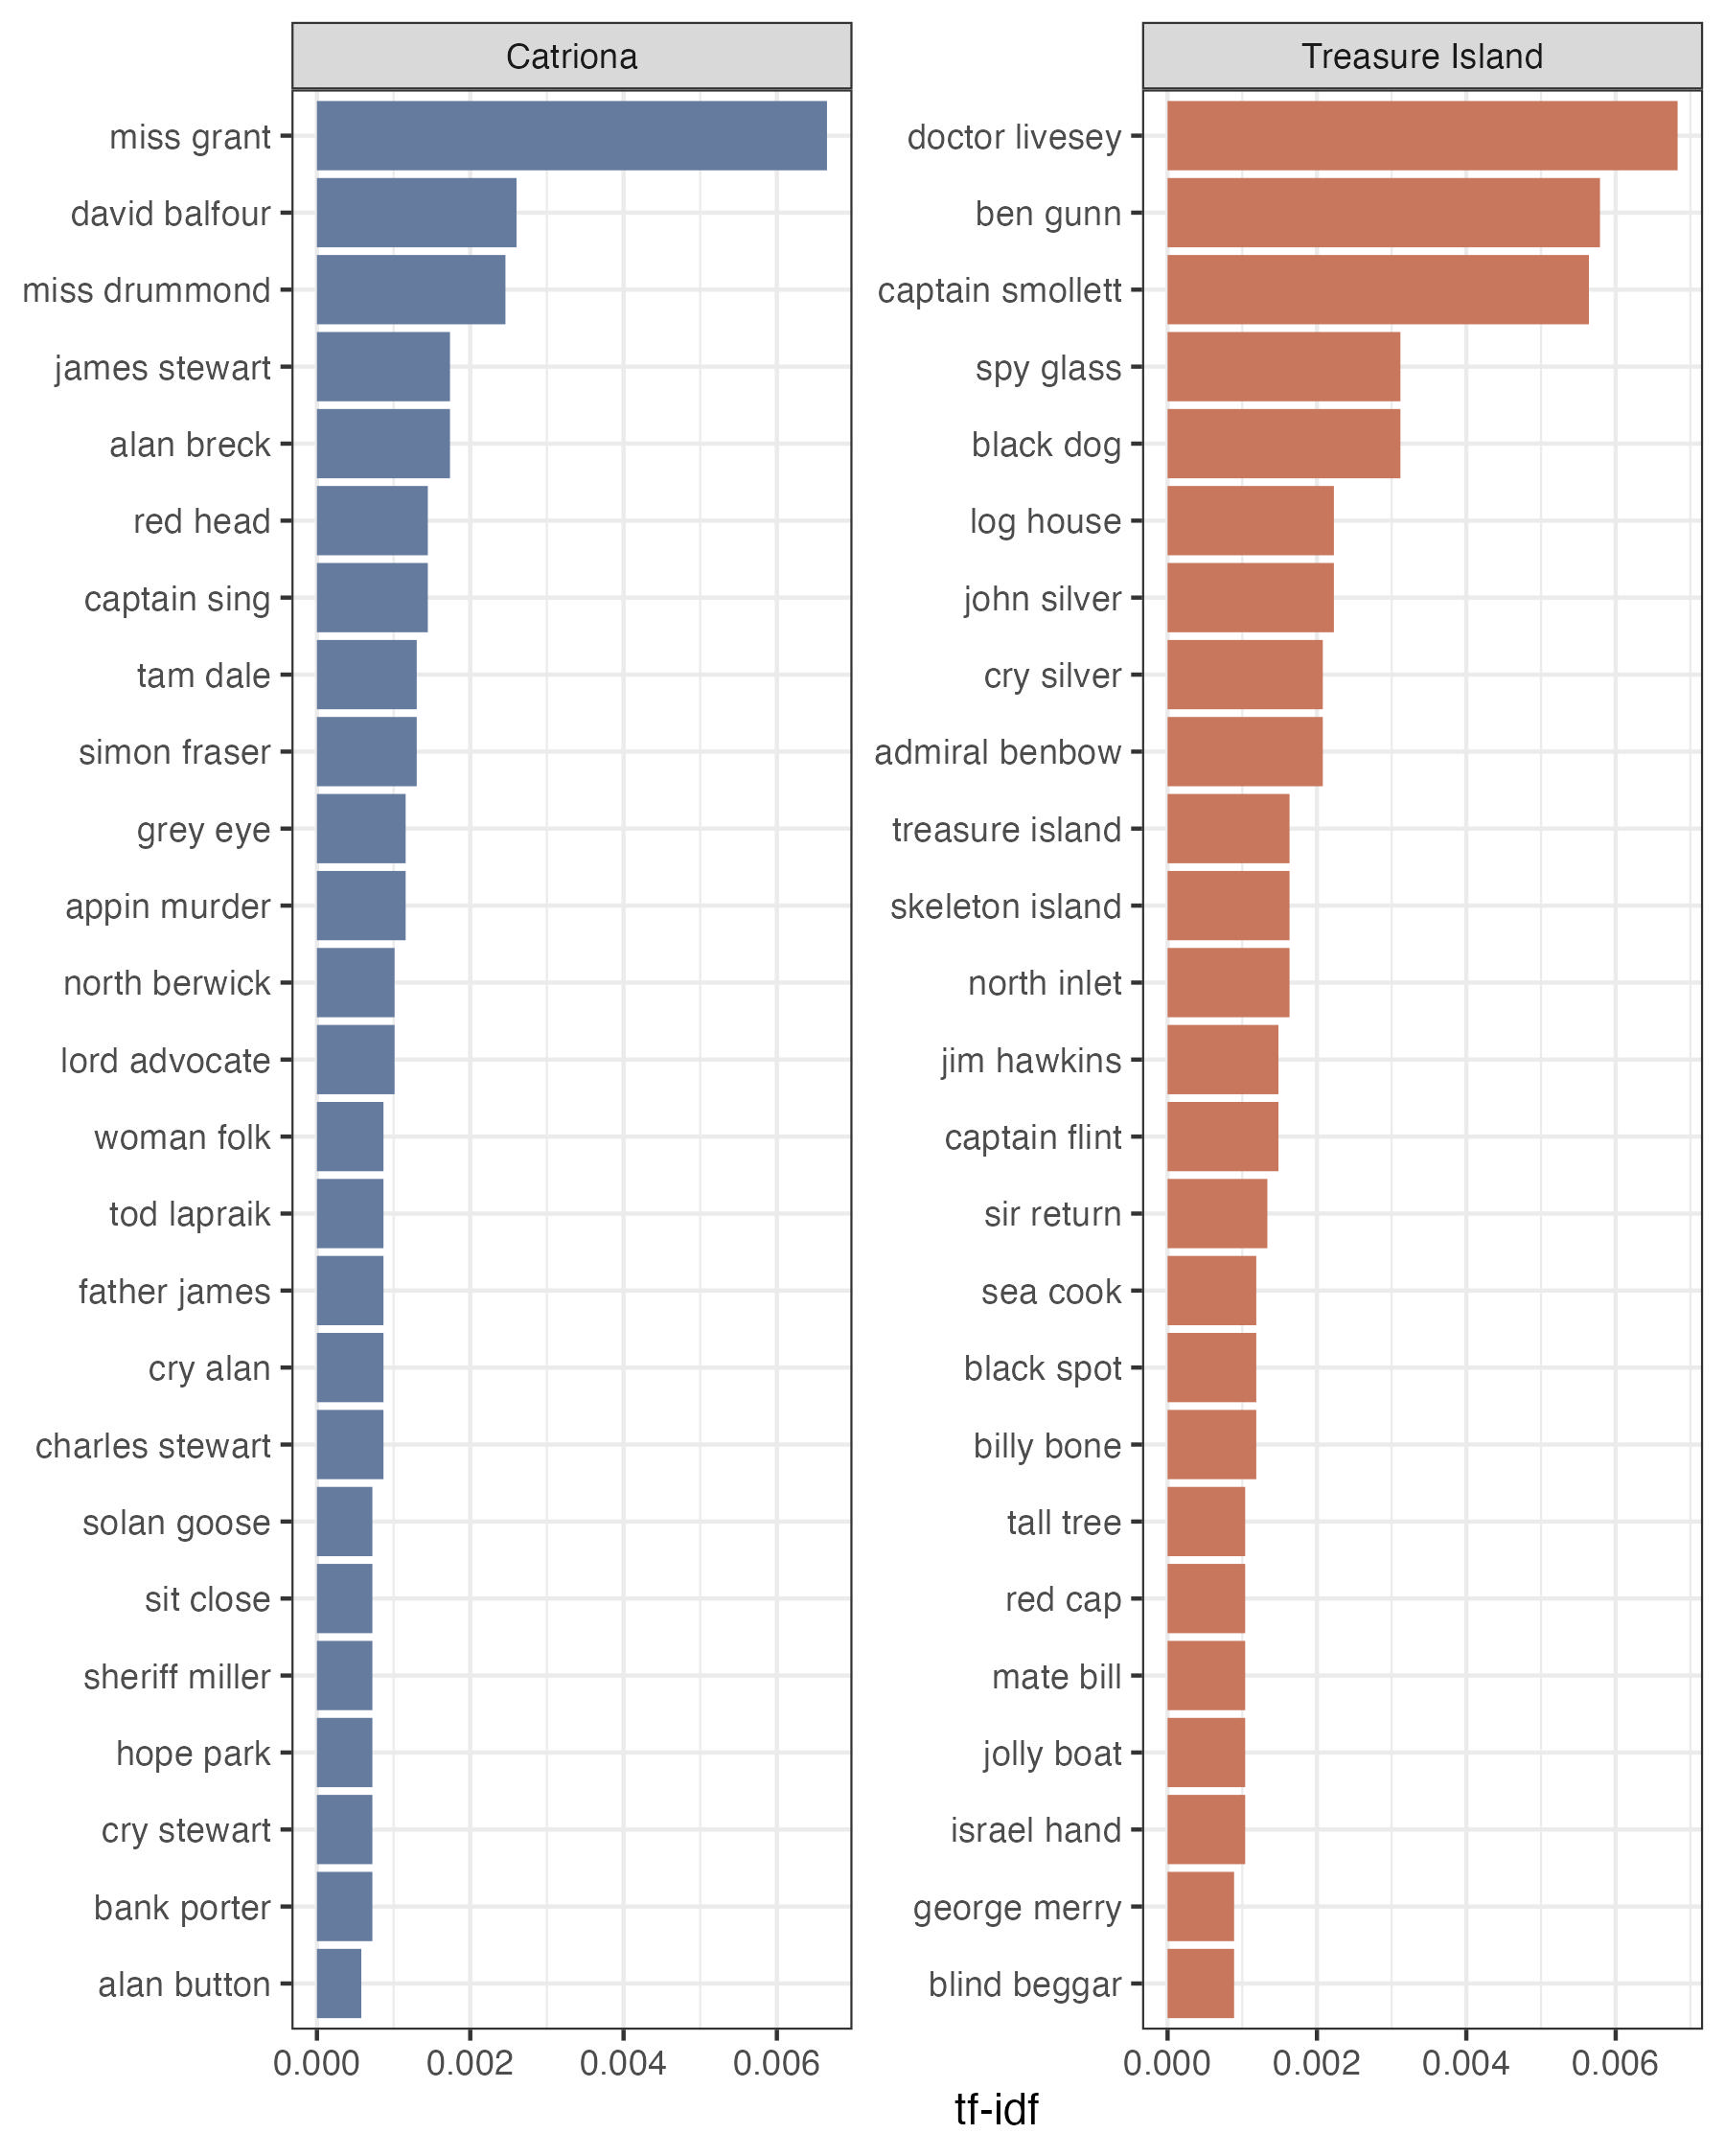 Catriona
miss grant
david balfour
miss drummond
james stewart
alan breck
red head
captain sing
tam dale
simon fraser
grey eye
appin murder
north berwick
lord advocate
woman folk
tod lapraik
father james
cry alan
charles stewart
solan goose
sit close
sheriff miller
hope park
cry stewart
bank porter
alan button
0.000 0.002 0.004 0.006
Treasure Island
doctor livesey
ben gunn
captain smollett
spy glass
black dog
log house
john silver
cry silver
admiral benbow
treasure island
skeleton island
north inlet
jim hawkins
captain flint
sir return
sea cook
black spot
billy bone
tall tree
red cap
mate bill
jolly boat
israel hand
george merry
blind beggar
0.000 0.002 0.004 0.006
tf-idf